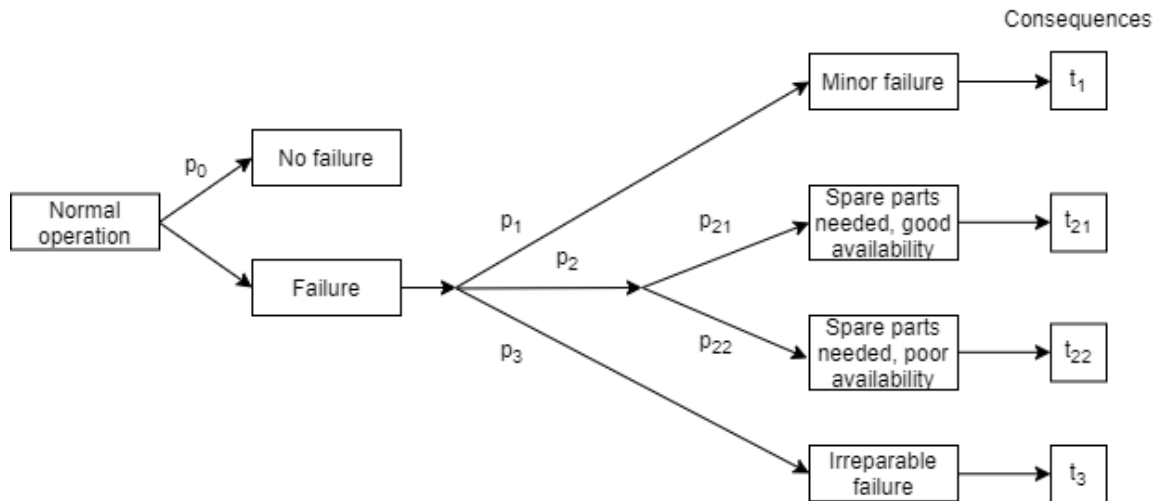 Consequences
Minor failure
t1
p0
No failure
Normal
operation
p1
p21
Spare parts
needed, good
availability
t21
p2
Failure
p3
p22
Spare parts
needed, poor
availability
t22
Irreparable
failure
t3